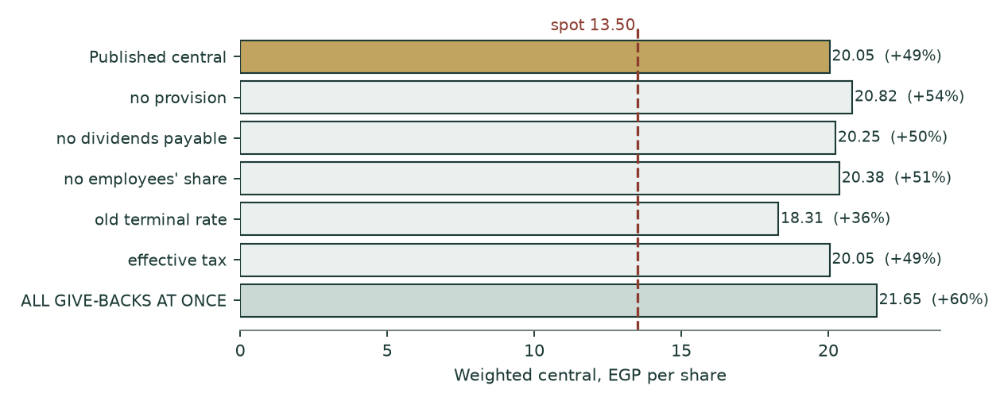 spot 13.50
Published central 20.05 (+49%)
no provision 20.82 (+54%)
no dividends payable 20.25 (+50%)
no employees' share 20.38 (+51%)
old terminal rate 18.31 (+36%)
effective tax 20.05 (+49%)
ALL GIVE-BACKS AT ONCE 21.65 (+60%)
0 5 10 15 20
Weighted central, EGP per share